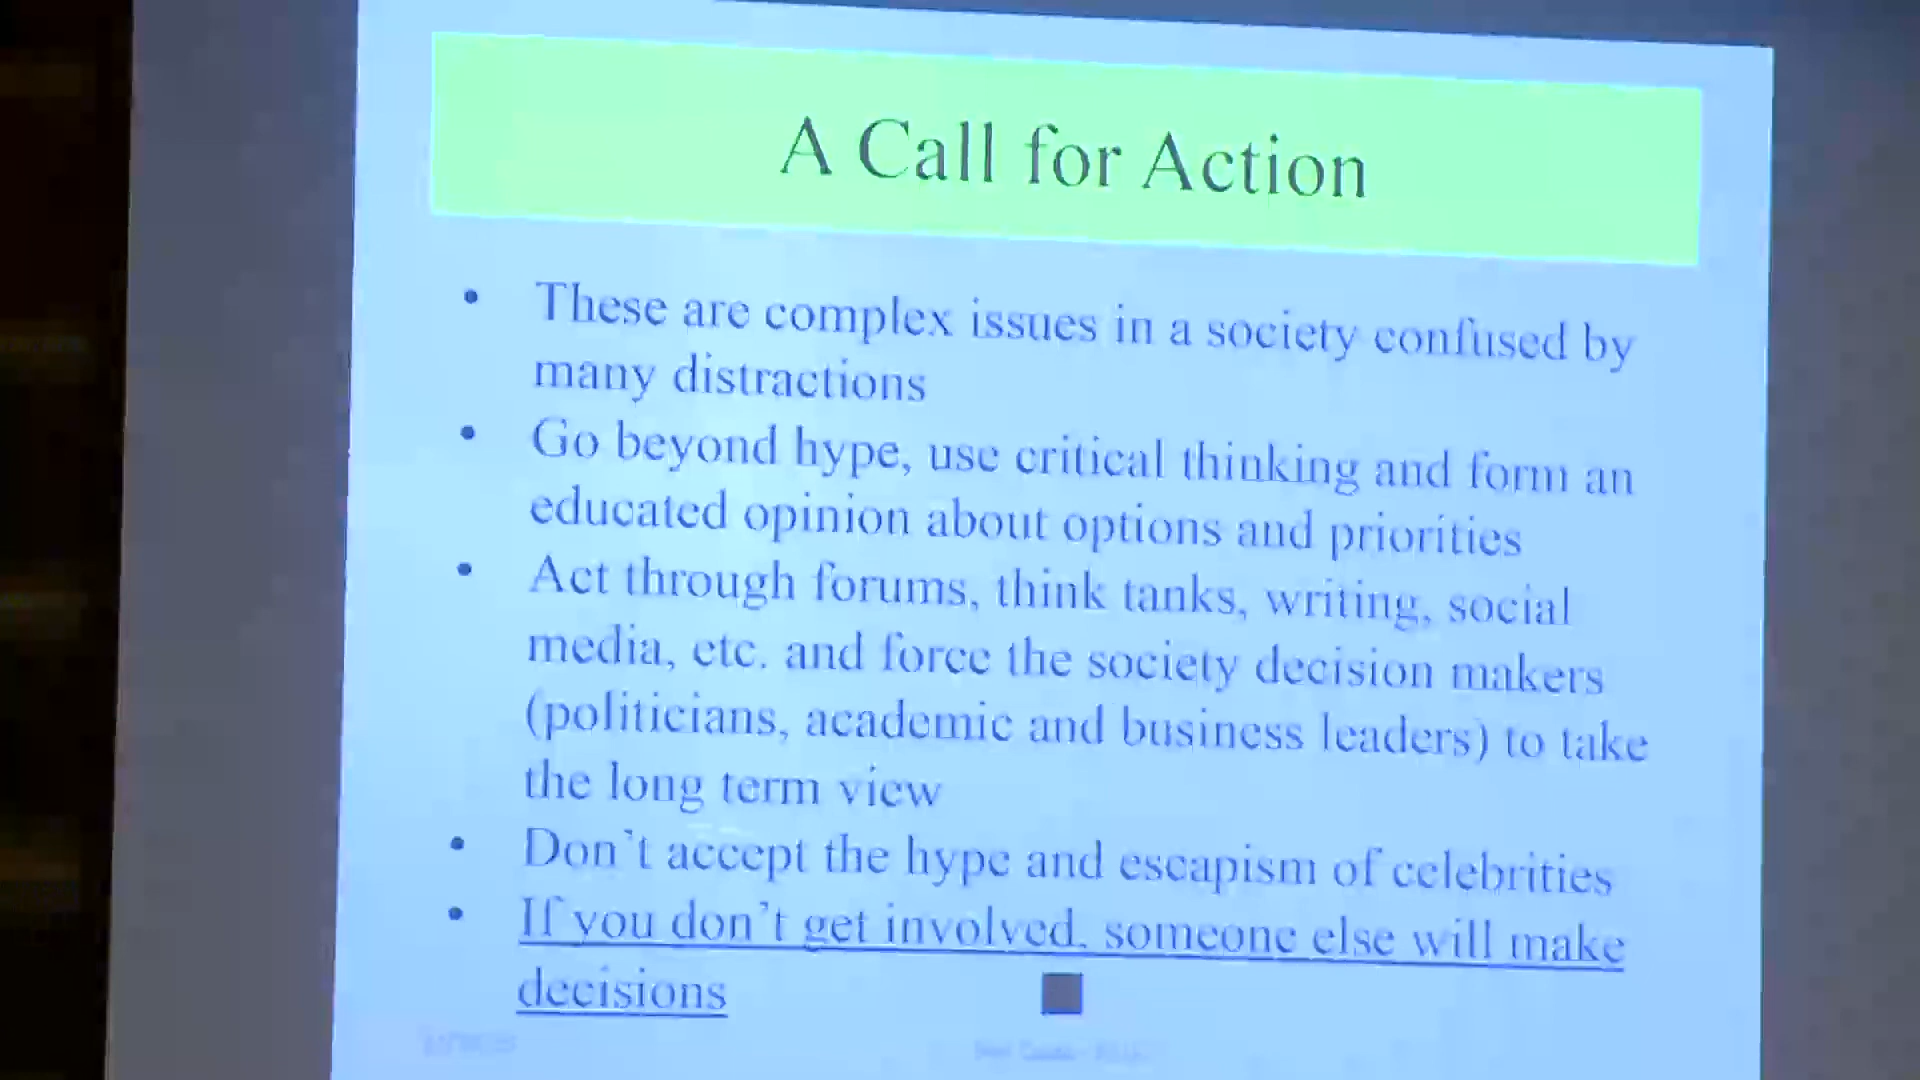 A Call for Action
• These are complex issues in a society confused by
many distractions
• Go beyond hype, use critical thinking and form an
educated opinion about options and priorities
• Act through forums, think tanks, writing, social
media, etc. and force the society decision makers
(politicians, academic and business leaders) to take
the long term view
• Don't accept the hype and escapism of celebrities
• If you don't get involved, someone else will make
decisions